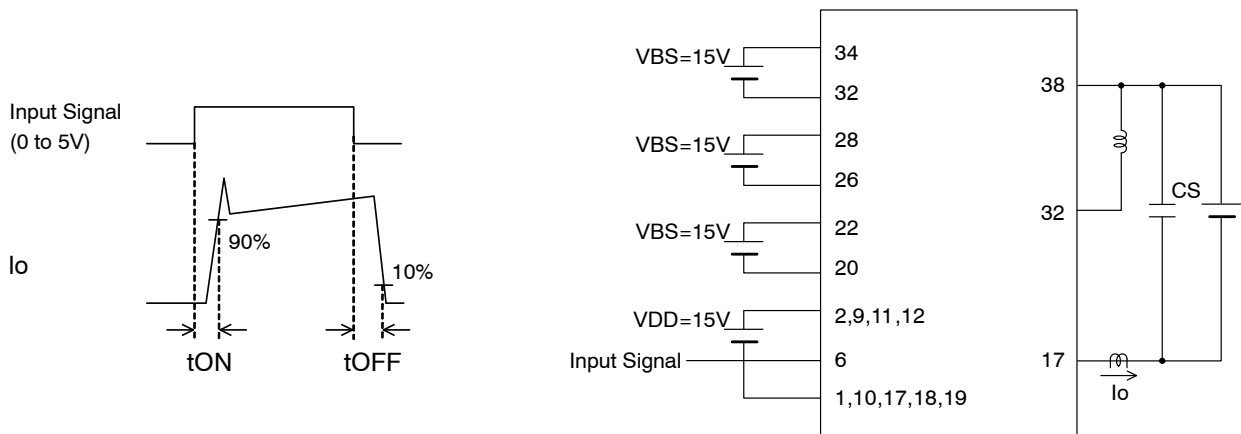 Input Signal
(0 to 5V)
90%
Io
10%
tON
tOFF
VBS=15V
34
32
VBS=15V
28
26
VBS=15V
22
20
VDD=15V
2,9,11,12
Input Signal
6
1,10,17,18,19
38
32
CS
17
Io